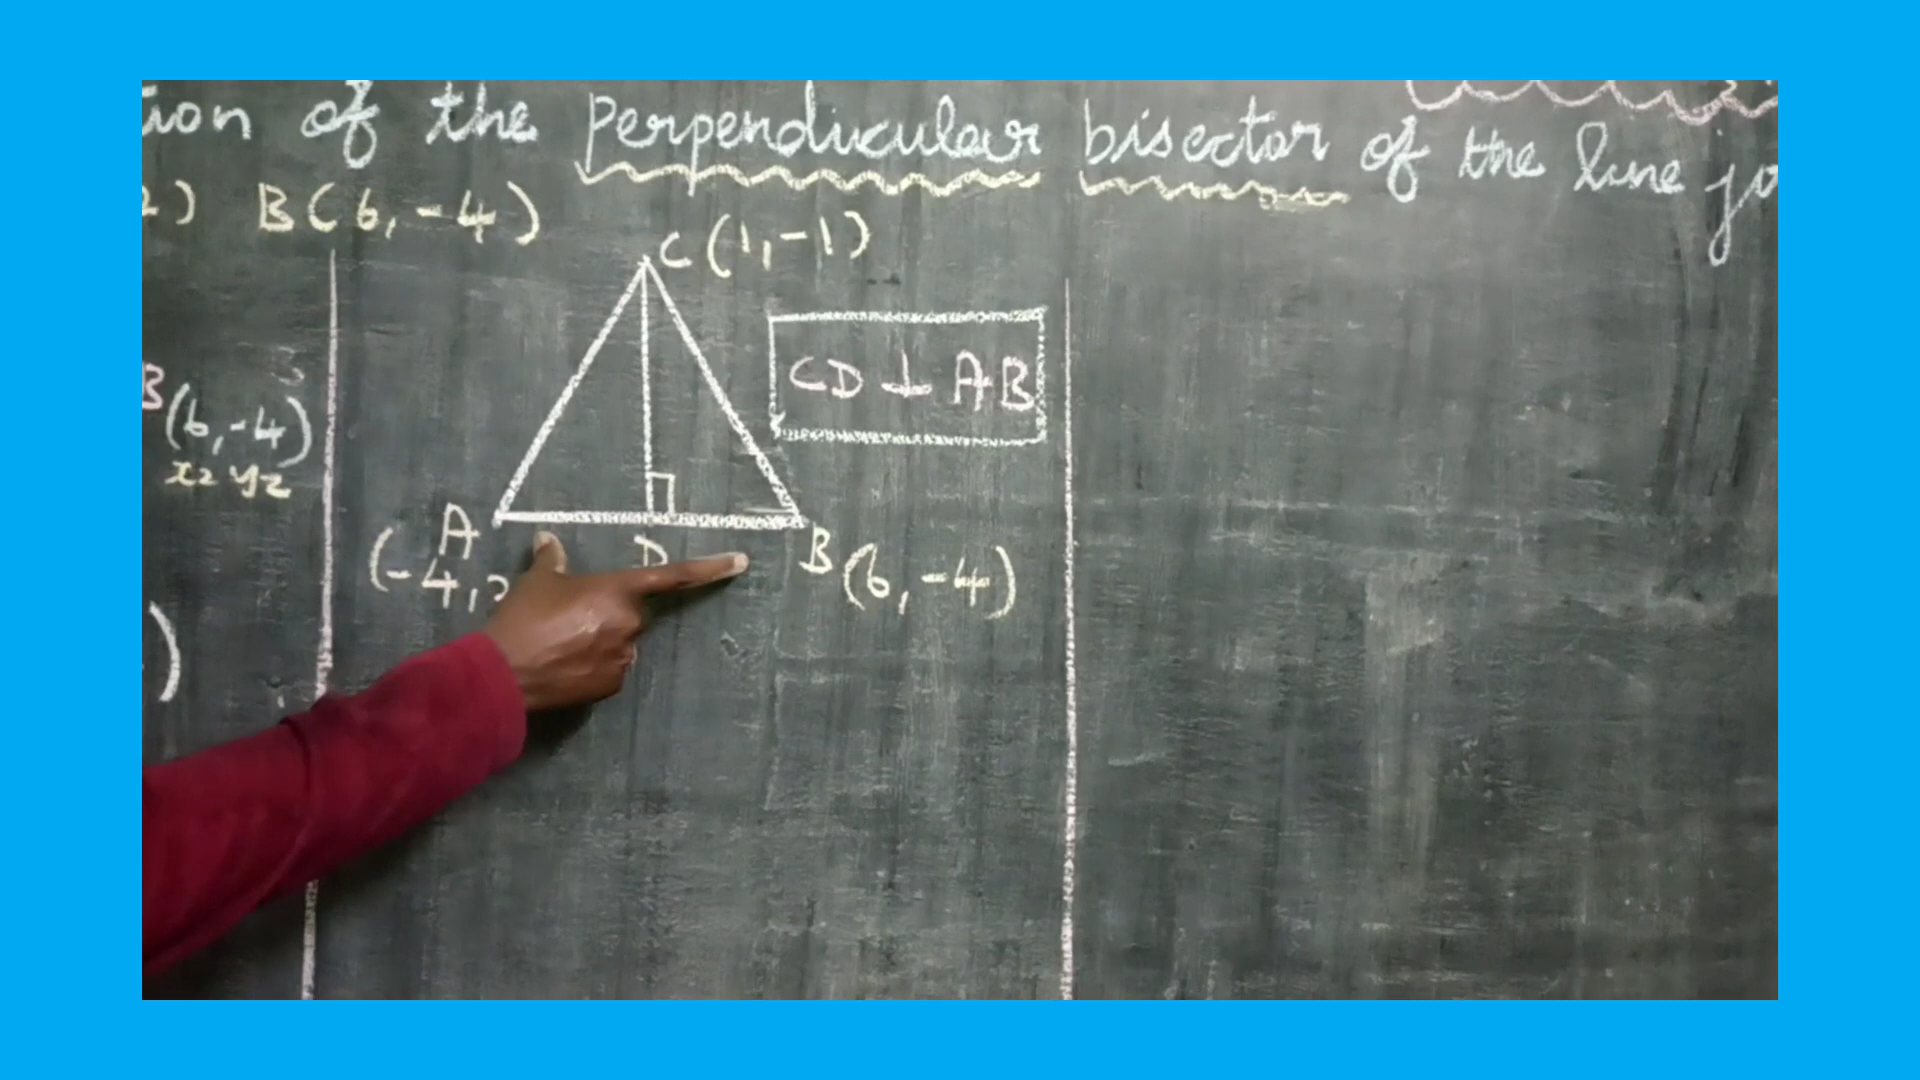 tion of the Perpendicular bisector of the line jo
2) B(6,-4)
C(1,-1)
CD ⊥ AB
B
(6,-4)
x2 y2
A
D
B
(-4,
(6,-4)
)